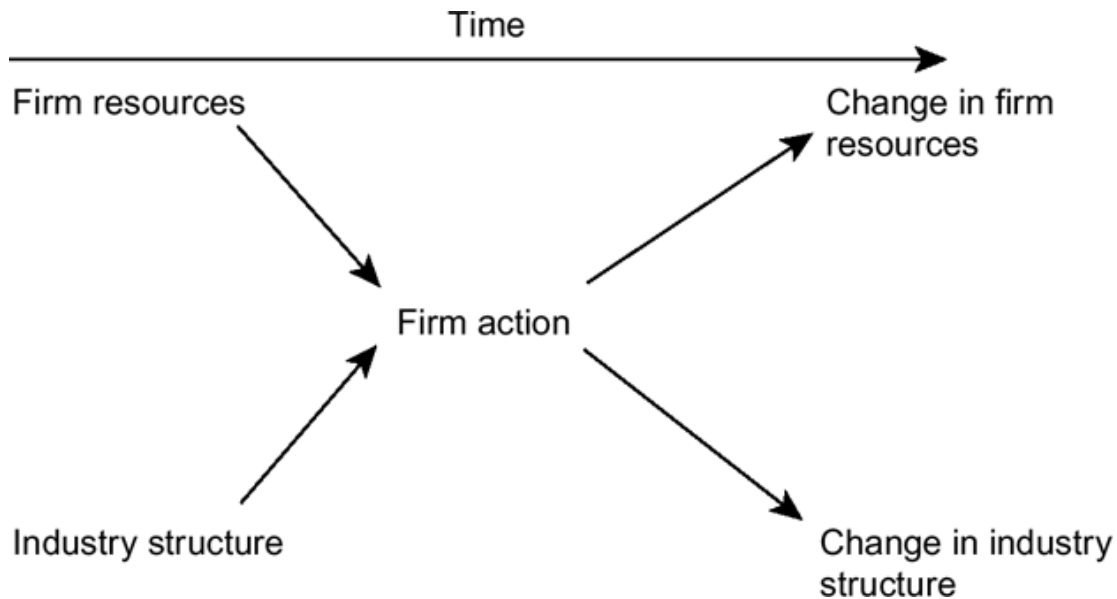 Time
Firm resources
Change in firm
resources
Firm action
Industry structure
Change in industry
structure